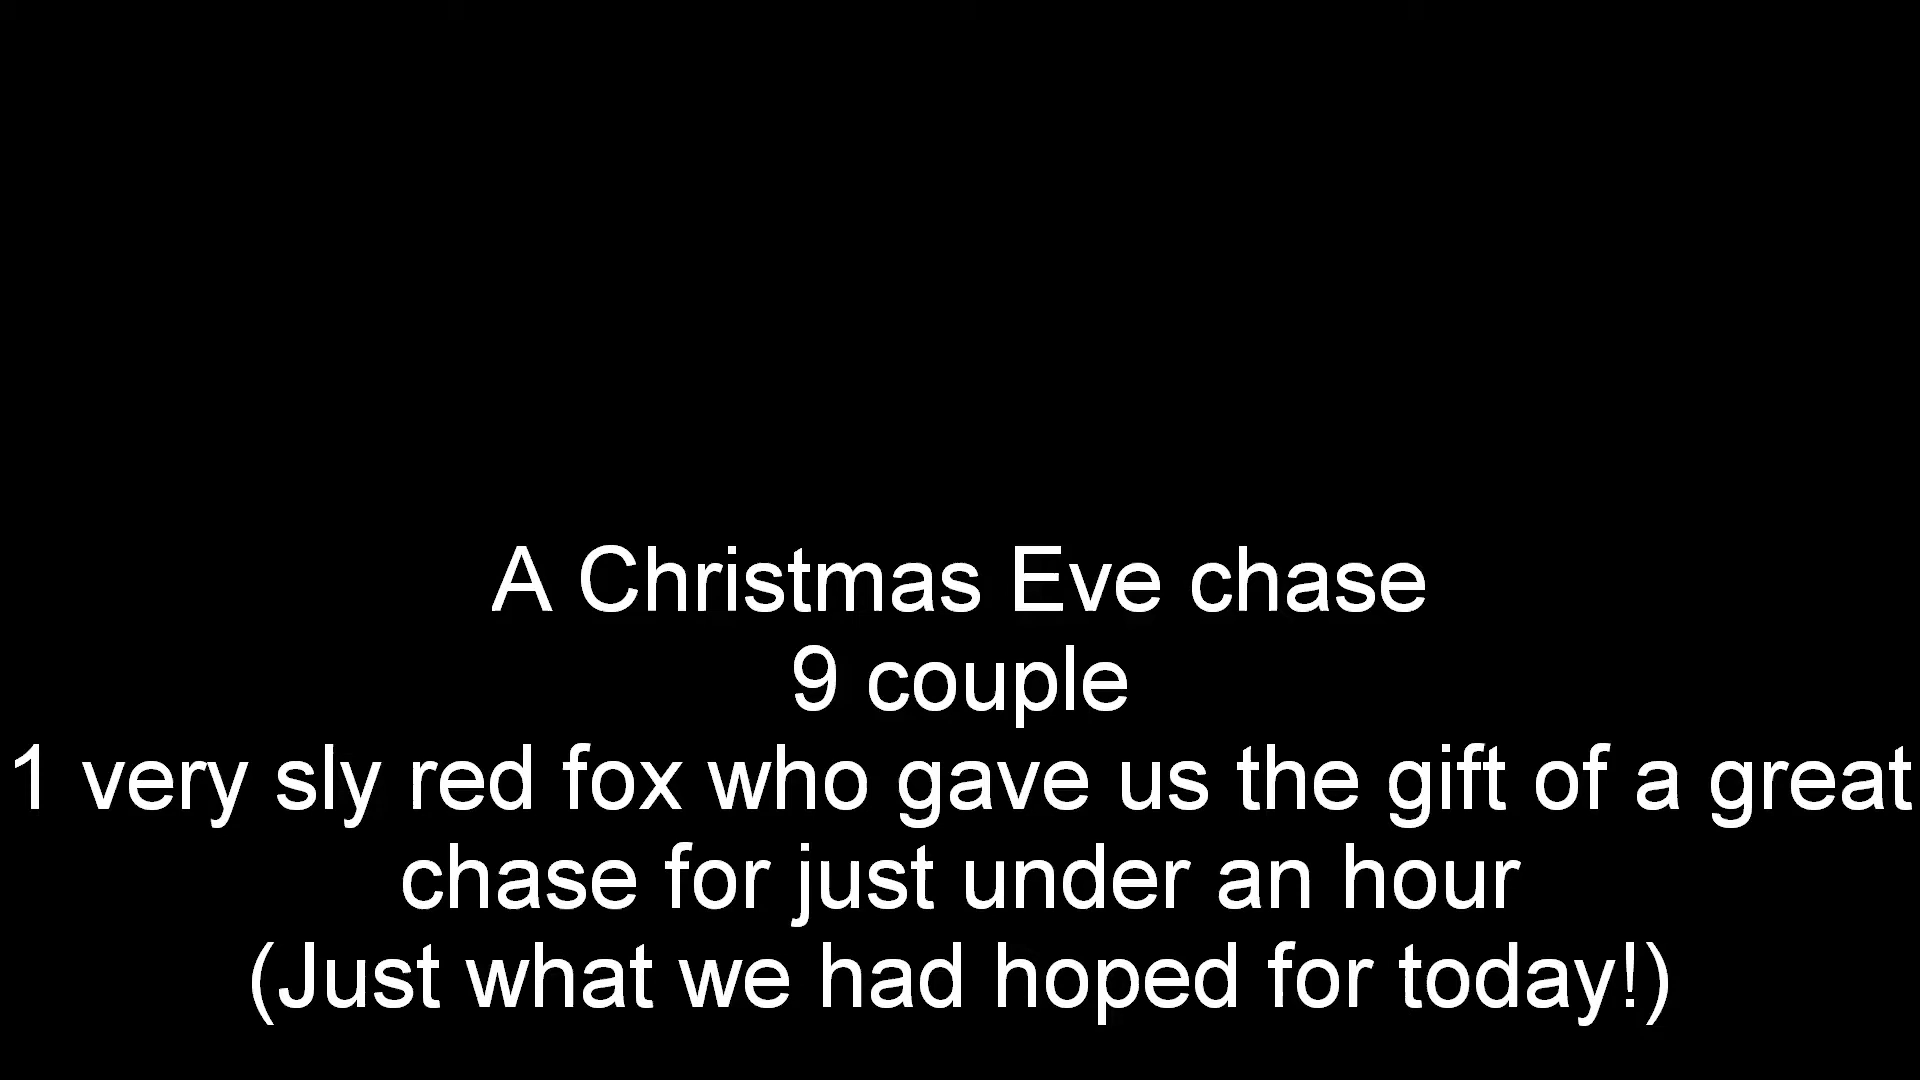 A Christmas Eve chase
9 couple
1 very sly red fox who gave us the gift of a great
chase for just under an hour
(Just what we had hoped for today!)